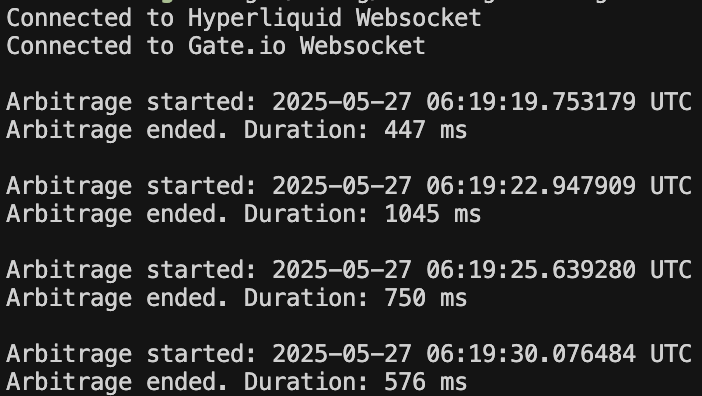 Connected to Hyperliquid Websocket
Connected to Gate.io Websocket
Arbitrage started: 2025-05-27 06:19:19.753179 UTC
Arbitrage ended. Duration: 447 ms
Arbitrage started: 2025-05-27 06:19:22.947909 UTC
Arbitrage ended. Duration: 1045 ms
Arbitrage started: 2025-05-27 06:19:25.639280 UTC
Arbitrage ended. Duration: 750 ms
Arbitrage started: 2025-05-27 06:19:30.076484 UTC
Arbitrage ended. Duration: 576 ms